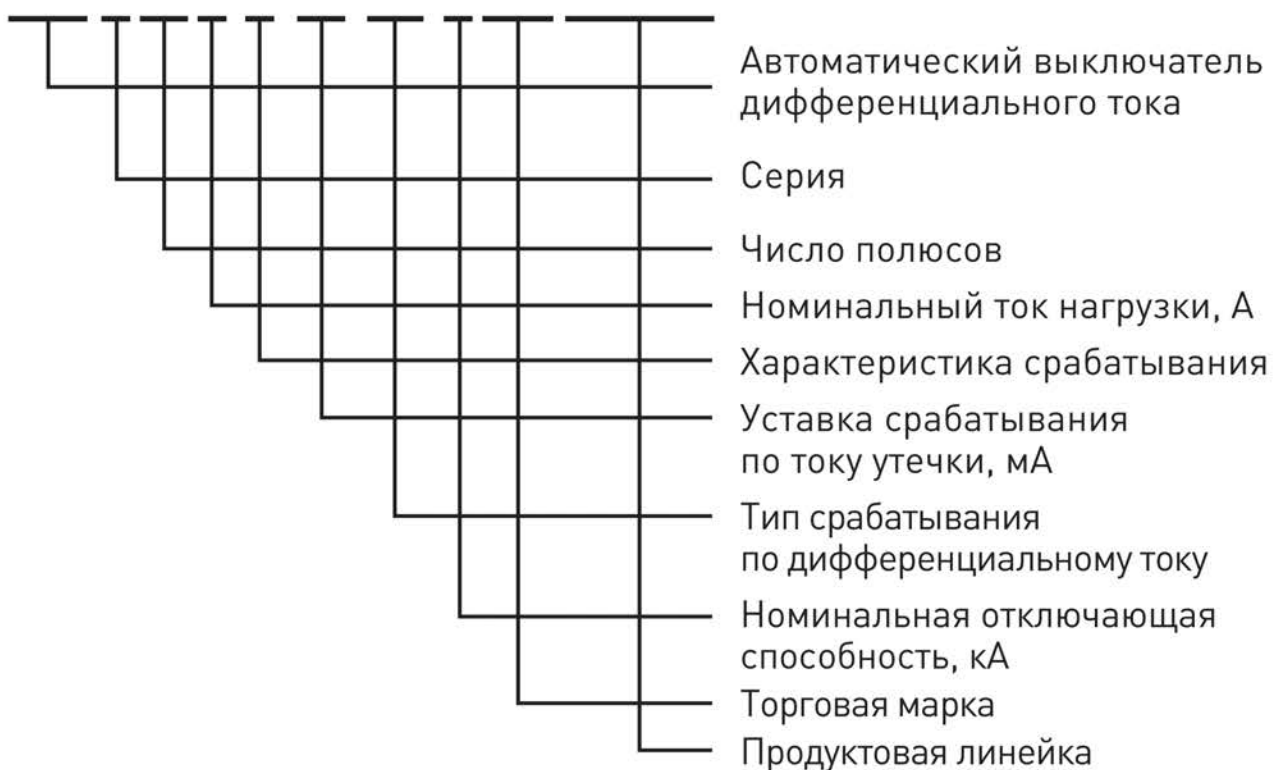 Автоматический выключатель
дифференциального тока
Серия
Число полюсов
Номинальный ток нагрузки, А
Характеристика срабатывания
Уставка срабатывания
по току утечки, мА
Тип срабатывания
по дифференциальному току
Номинальная отключающая
способность, кА
Торговая марка
Продуктовая линейка